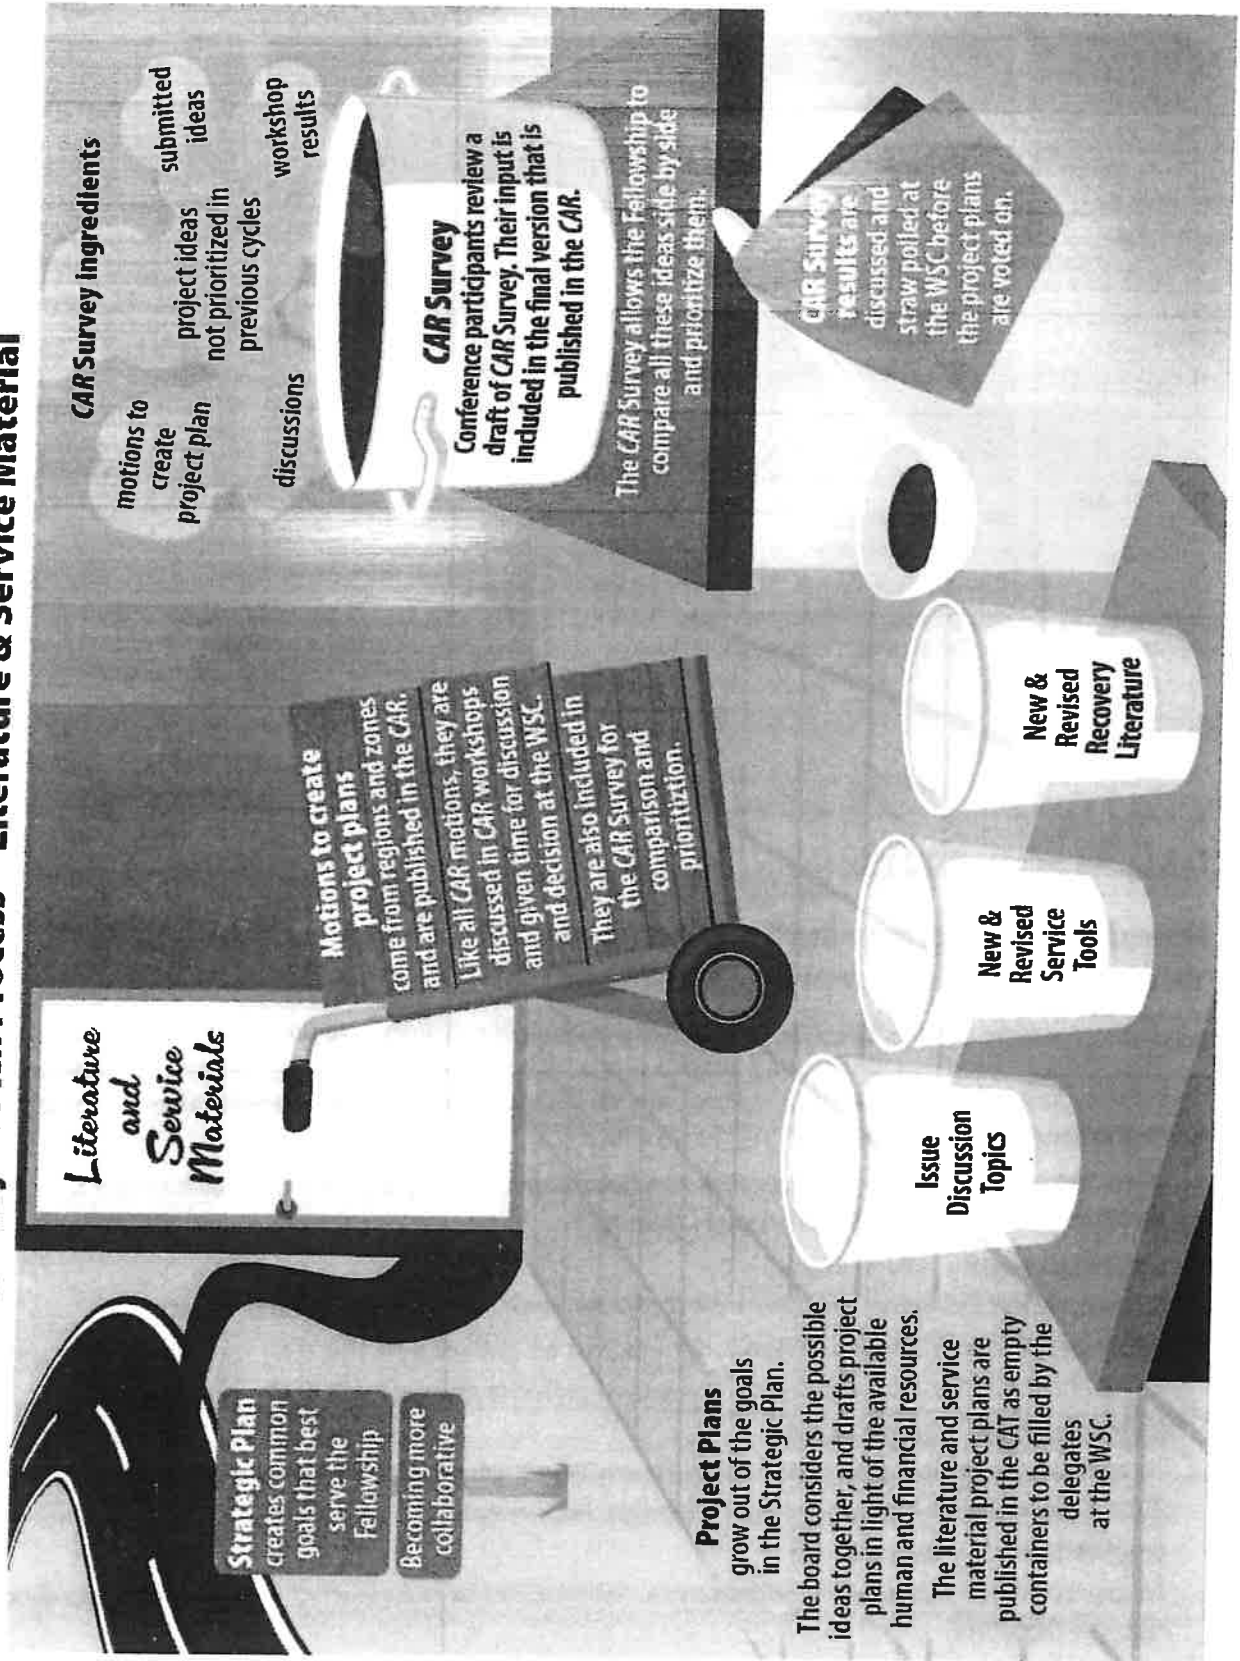 Process - Literature & Service Material
Strategic Plan
creates common
goals that best
serve the
Fellowship
Becoming more
collaborative
Literature
and
Service
Materials
Motions to create
project plans
come from regions and zones
and are published in the CAR.
Like all CAR motions, they are
discussed in CAR workshops
and given time for discussion
and decision at the WSC.
They are also included in
the CAR Survey for
comparison and
prioritiztion.
CAR Survey ingredients
motions to
create
project plan
submitted
ideas
project ideas
not prioritized in
previous cycles
discussions
workshop
results
CAR Survey
Conference participants review a
draft of CAR Survey. Their input is
included in the final version that is
published in the CAR.
The CAR Survey allows the Fellowship to
compare all these ideas side by side
and prioritize them.
CAR Survey
results are
discussed and
straw polled at
the WSC before
the project plans
are voted on.
Project Plans
grow out of the goals
in the Strategic Plan.
The board considers the possible
ideas together, and drafts project
plans in light of the available
human and financial resources.
The literature and service
material project plans are
published in the CAT as empty
containers to be filled by the
delegates
at the WSC.
Issue
Discussion
Topics
New &
Revised
Service
Tools
New &
Revised
Recovery
Literature